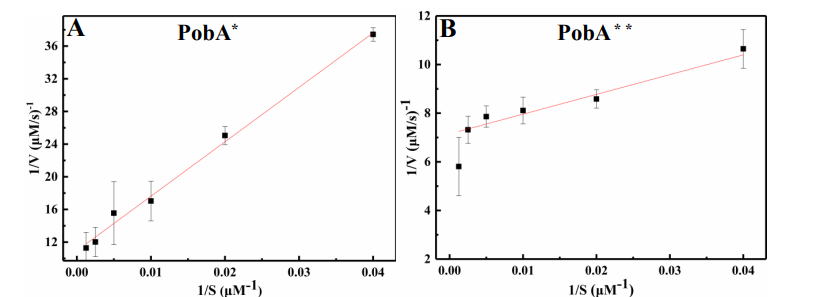 A
PobA*
36
32
28
24
20
16
12
1/V (μM/s)-1
0.00
0.01
0.02
0.03
0.04
1/S (μM-1)
B
PobA**
12
10
8
6
4
2
1/V (μM/s)-1
0.00
0.01
0.02
0.03
0.04
1/S (μM-1)